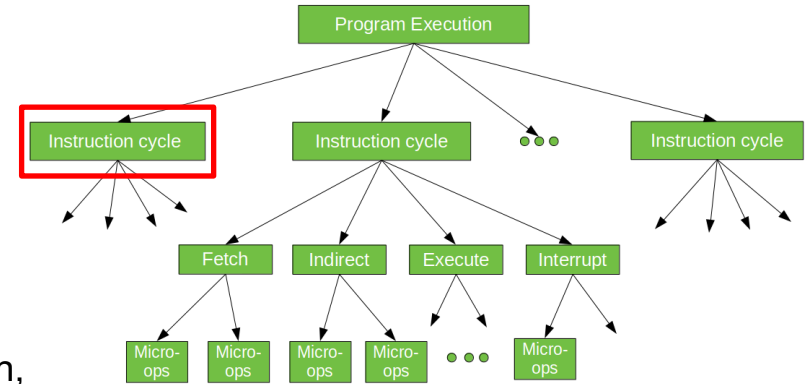 Program Execution
Instruction cycle
Instruction cycle
Instruction cycle
Fetch
Indirect
Execute
Interrupt
Micro-
ops
Micro-
ops
Micro-
ops
Micro-
ops
Micro-
ops
n,